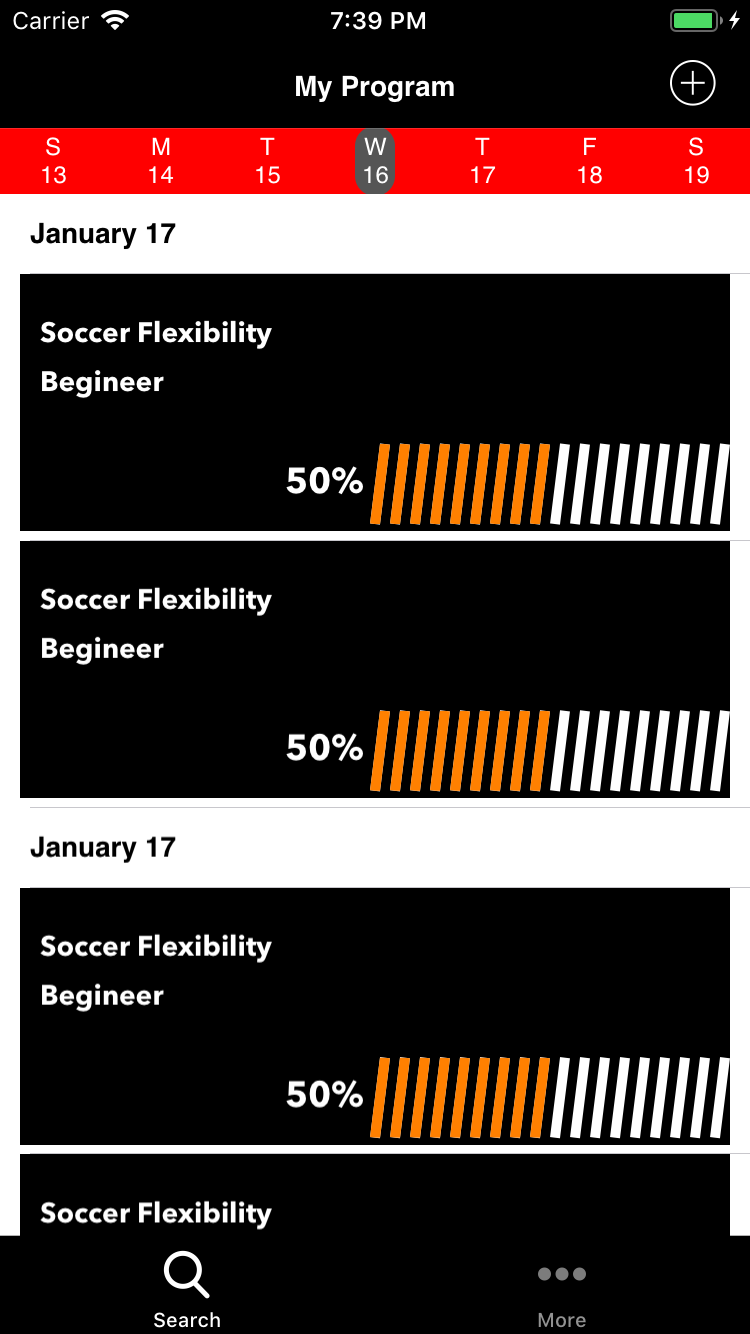 Carrier 7:39 PM
My Program
S M T W T F S
13 14 15 16 17 18 19
January 17
Soccer Flexibility
Begineer
50%
Soccer Flexibility
Begineer
50%
January 17
Soccer Flexibility
Begineer
50%
Soccer Flexibility
Search More